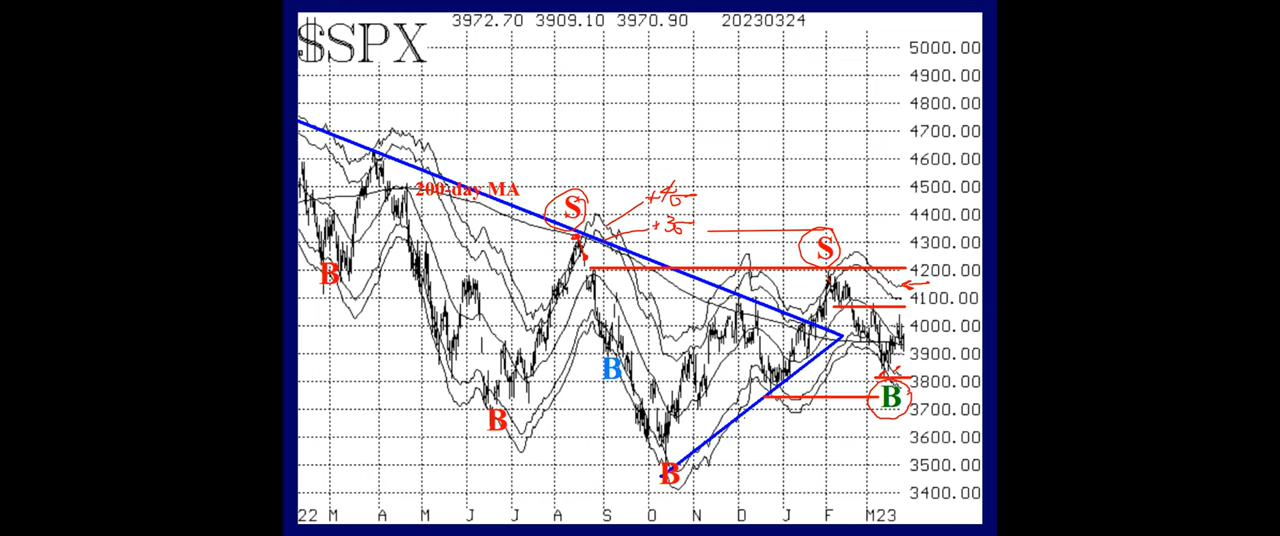 3972.70 3909.10 3970.90 20230324
$SPX
5000.00
4900.00
4800.00
4700.00
4600.00
4500.00
4400.00
4300.00
4200.00
4100.00
4000.00
3900.00
3800.00
3700.00
3600.00
3500.00
3400.00
200-day MA
S
+4σ
+3σ
S
B
B
B
B
B
22 M A M J J A S O N D J F M23